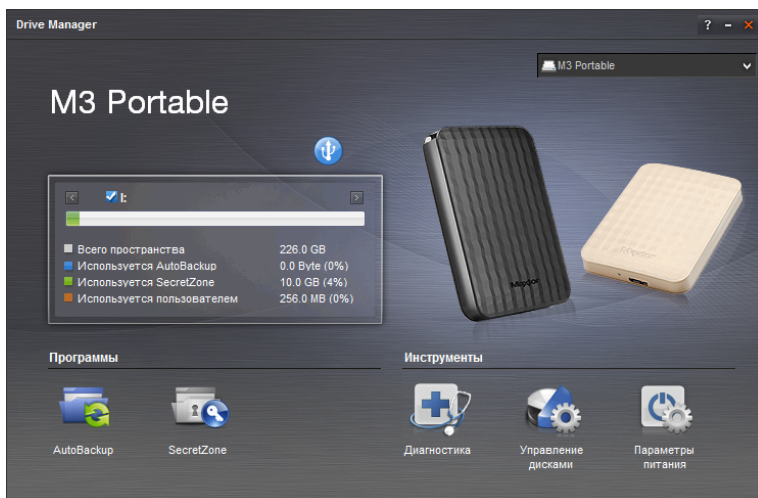 Drive Manager
? - ×
M3 Portable
M3 Portable
I:
Всего пространства 226.0 GB
Используется AutoBackup 0.0 Byte (0%)
Используется SecretZone 10.0 GB (4%)
Используется пользователем 256.0 MB (0%)
Maxtor
Maxtor
Программы
Инструменты
AutoBackup
SecretZone
Диагностика
Управление
дисками
Параметры
питания